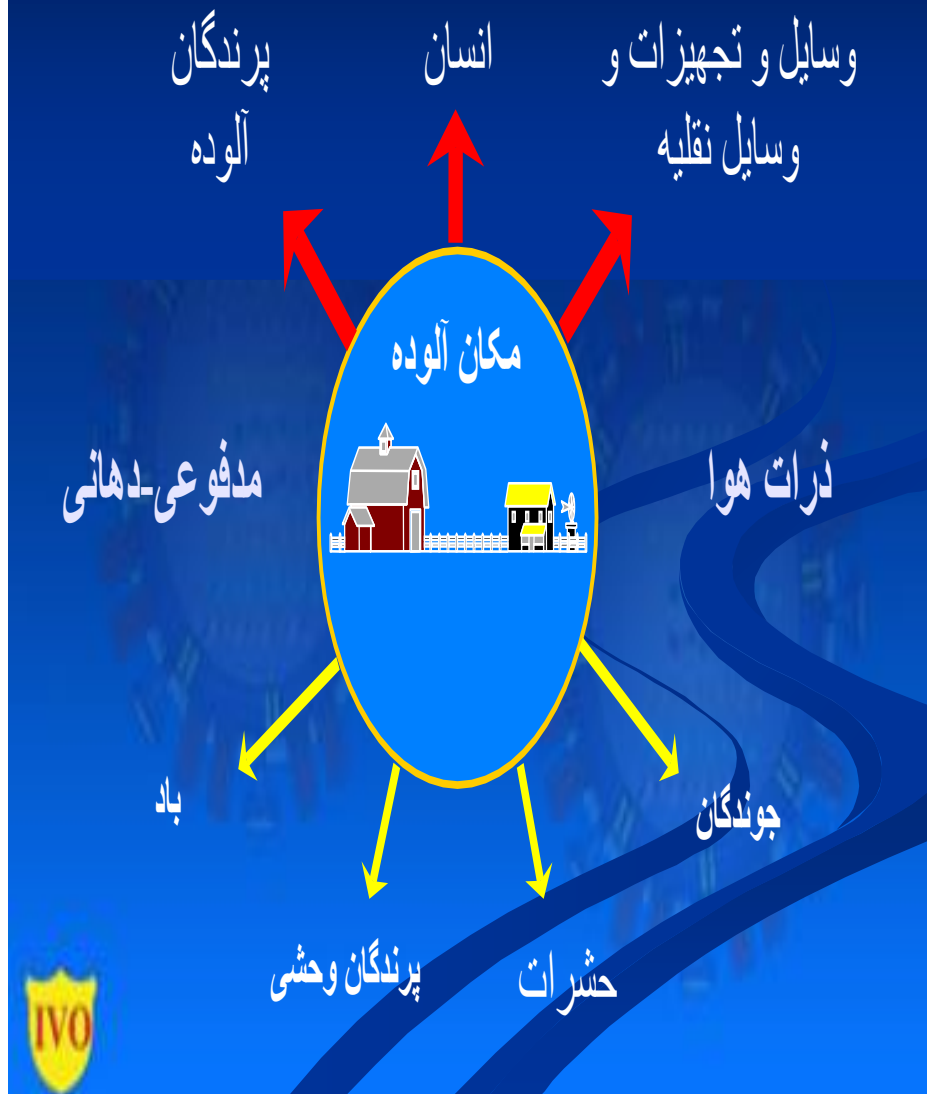 وسایل و تجهیزات و
وسایل نقلیه
انسان
پرندگان
آلوده
مکان آلوده
ذرات هوا
مدفوعی-دهانی
جوندگان
باد
حشرات
پرندگان وحشی
IVO